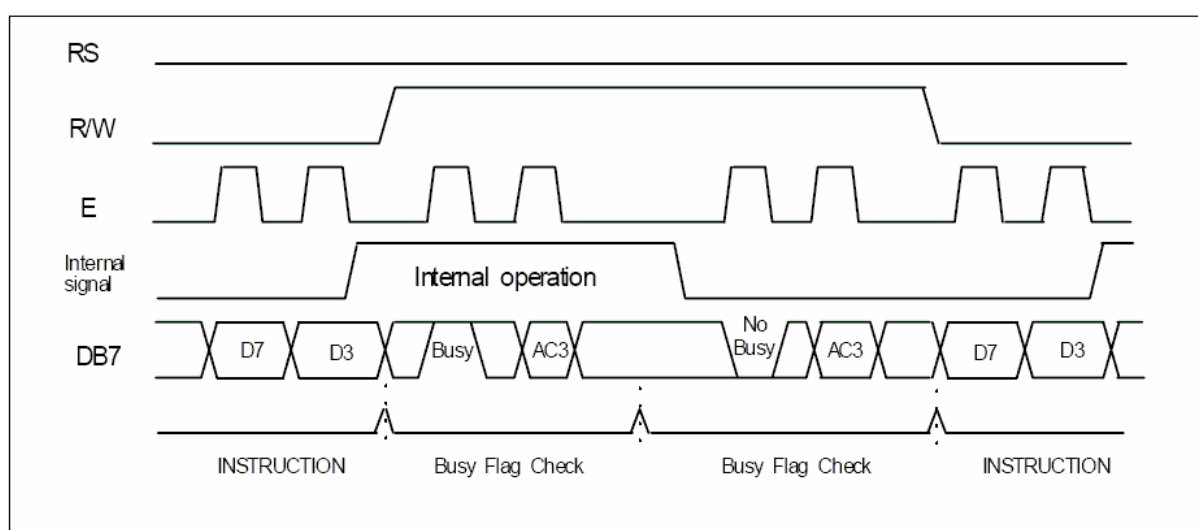 RS
R/W
E
Internal
signal
Internal operation
DB7
D7
D3
Busy
AC3
No
Busy
AC3
D7
D3
INSTRUCTION
Busy Flag Check
Busy Flag Check
INSTRUCTION